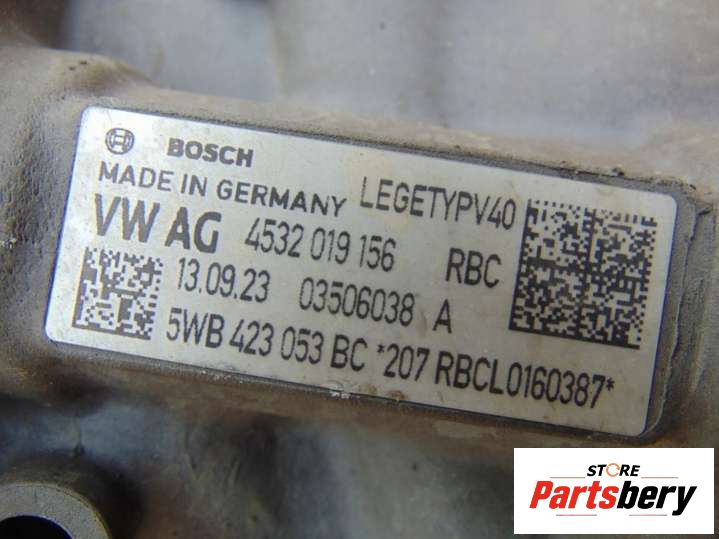 BOSCH
MADE IN GERMANY LEGETYPV40
VW AG 4532 019 156 RBC
13.09.23 03506038 A
5WB 423 053 BC *207 RBCL0160387*
STORE
Partsbery